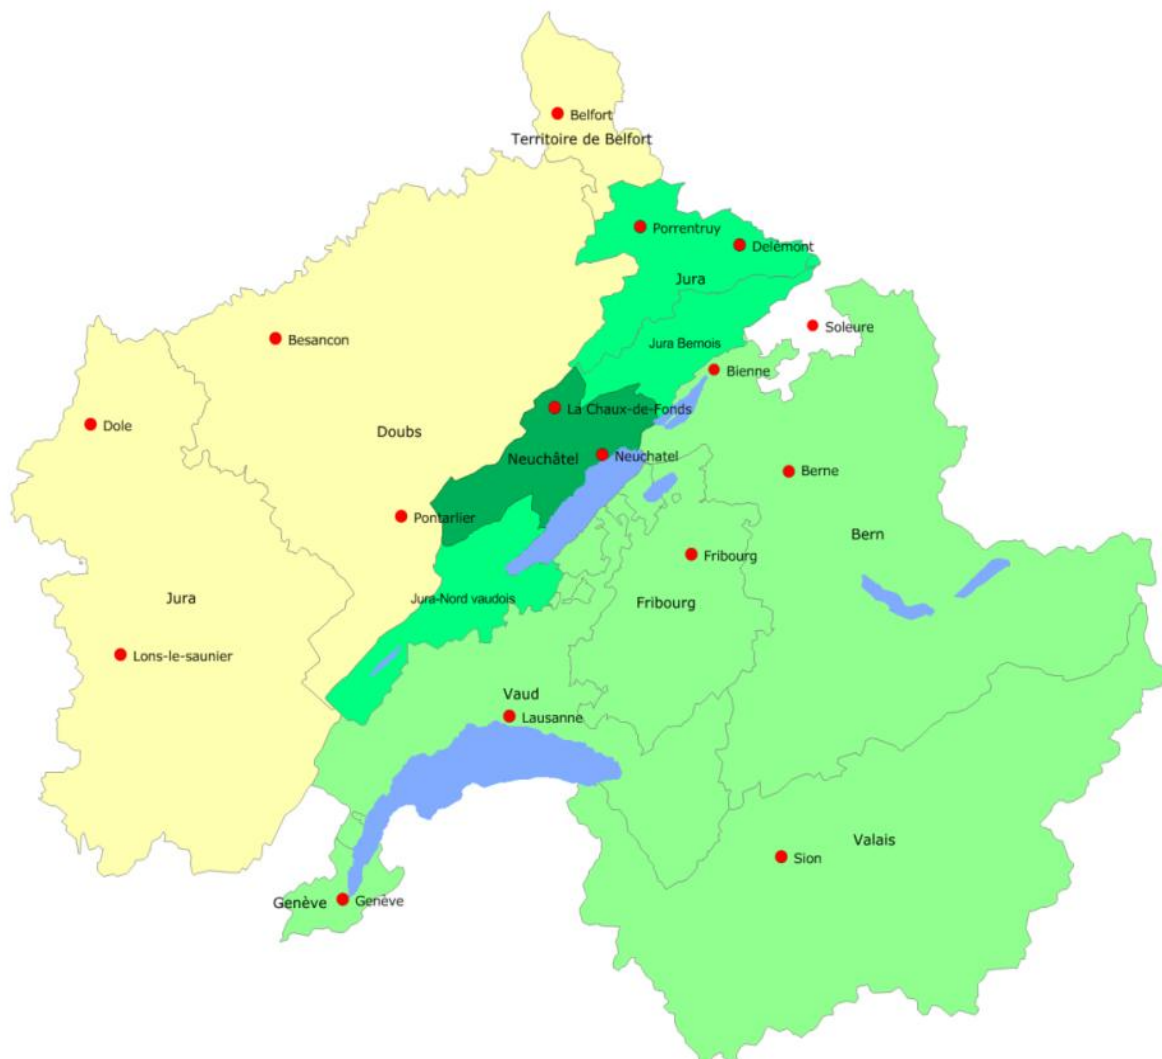 Belfort
Territoire de Belfort
Porrentruy
Delémont
Jura
Soleure
Besancon
Jura Bernois
Bienne
La Chaux-de-Fonds
Dole
Doubs
Neuchâtel
Neuchatel
Berne
Pontarlier
Bern
Fribourg
Jura
Jura-Nord vaudois
Fribourg
Lons-le-saunier
Vaud
Lausanne
Valais
Sion
Genève
Genève